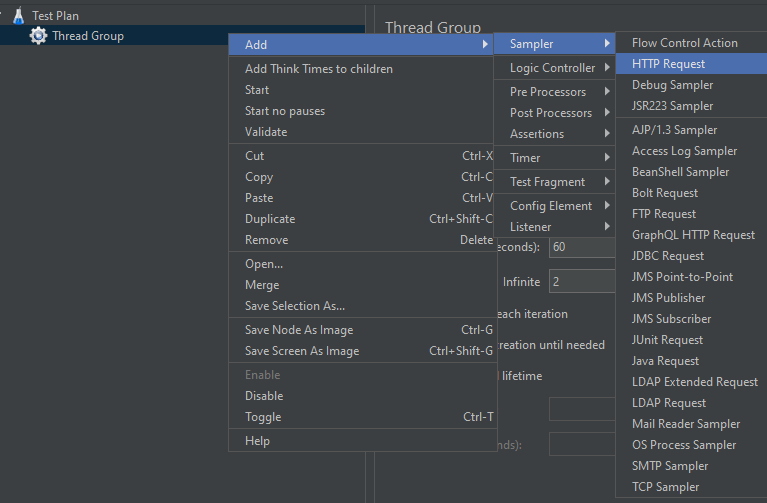 Test Plan
Thread Group
Thread Group
Add
Add Think Times to children
Start
Start no pauses
Validate
Cut Ctrl-X
Copy Ctrl-C
Paste Ctrl-V
Duplicate Ctrl+Shift-C
Remove Delete
Open...
Merge
Save Selection As...
Save Node As Image Ctrl-G
Save Screen As Image Ctrl+Shift-G
Enable
Disable
Toggle Ctrl-T
Help
Sampler
Logic Controller
Pre Processors
Post Processors
Assertions
Timer
Test Fragment
Config Element
Listener
Flow Control Action
HTTP Request
Debug Sampler
JSR223 Sampler
AJP/1.3 Sampler
Access Log Sampler
BeanShell Sampler
Bolt Request
FTP Request
GraphQL HTTP Request
JDBC Request
JMS Point-to-Point
JMS Publisher
JMS Subscriber
JUnit Request
Java Request
LDAP Extended Request
LDAP Request
Mail Reader Sampler
OS Process Sampler
SMTP Sampler
TCP Sampler
econds): 60
Infinite 2
each iteration
reation until needed
lifetime
nds):